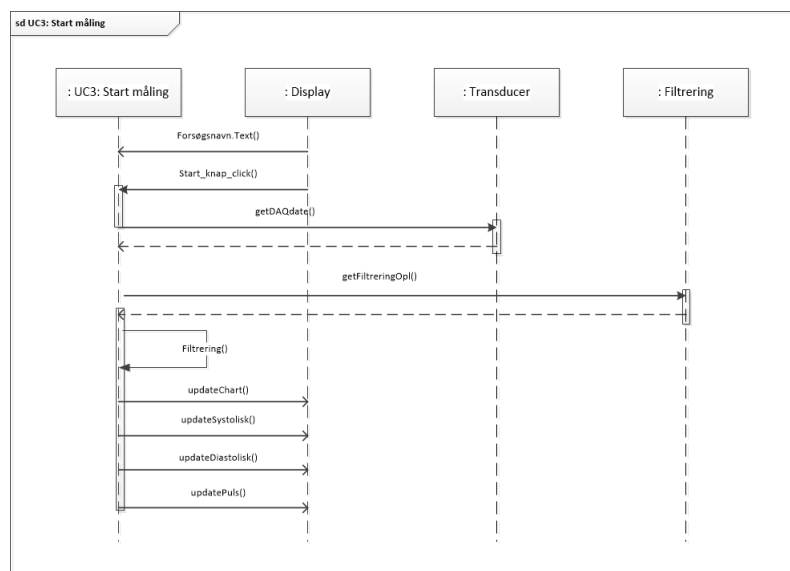 sd UC3: Start måling
: UC3: Start måling
: Display
: Transducer
: Filtrering
Forsøgsnavn.Text()
Start_knap_click()
getDAQdate()
getFiltreringOpl()
Filtrering()
updateChart()
updateSystolisk()
updateDiastolisk()
updatePuls()